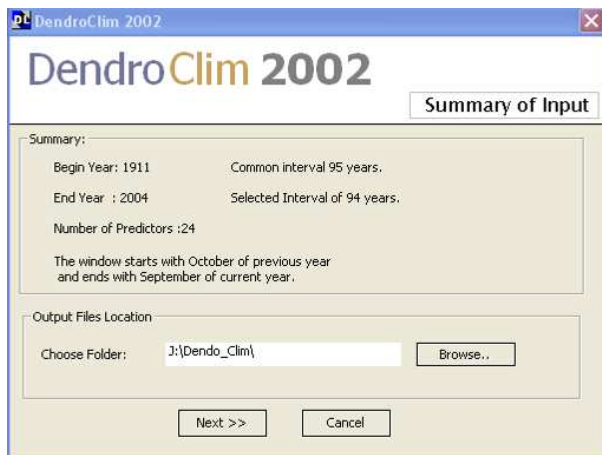 DendroClim 2002
DendroClim 2002
Summary of Input
Summary:
Begin Year: 1911 Common interval 95 years.
End Year : 2004 Selected Interval of 94 years.
Number of Predictors :24
The window starts with October of previous year
and ends with September of current year.
Output Files Location
Choose Folder: J:\Dendo_Clim\ Browse..
Next >> Cancel